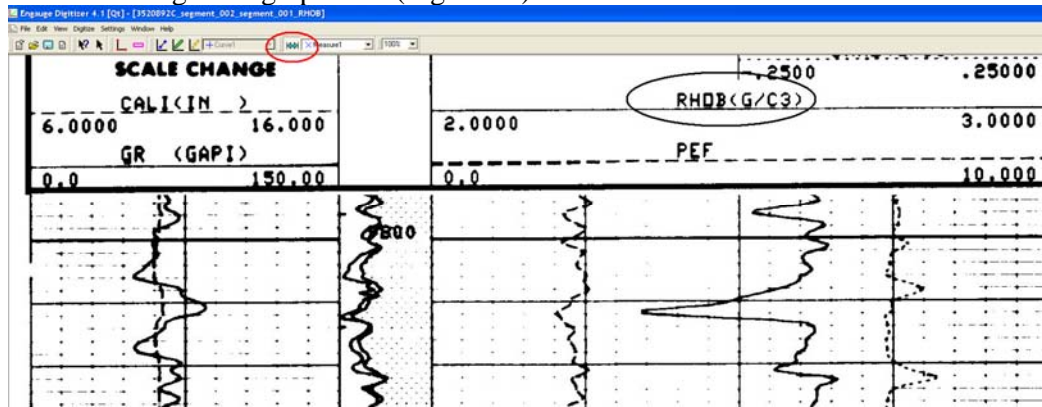 Engauge Digitizer 4.1 [Qt] - [3520892C_segment_002_segment_001_RHOB]
File Edit View Digitize Settings Window Help
Curve1 Measure1 100%
SCALE CHANGE
.2500 .25000
CALI(IN )
RHOB(G/C3)
6.0000 16.000 2.0000 3.0000
GR (GAPI)
PEF
0.0 150.00 0.0 10.000